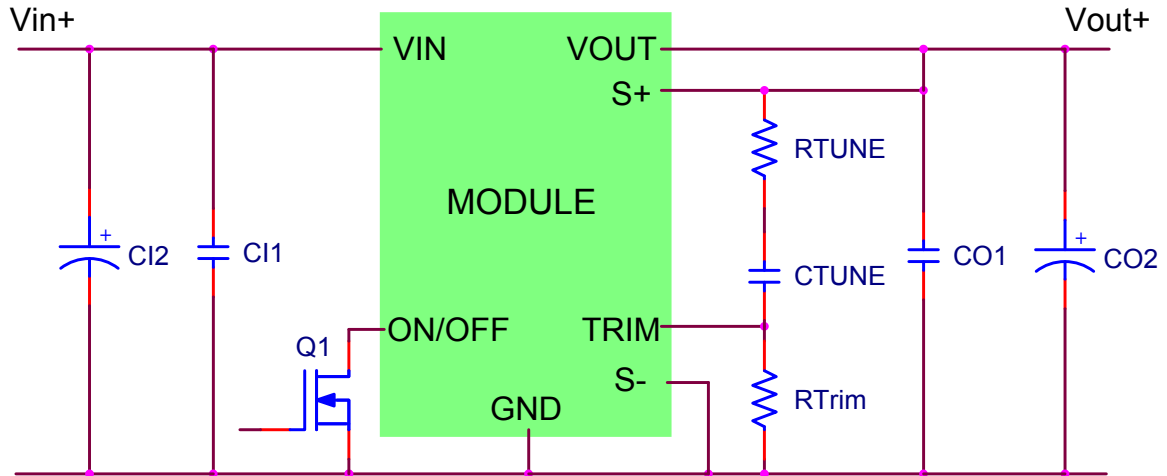 Vin+
Vout+
VIN
VOUT
S+
RTUNE
MODULE
+
CI2
CI1
CTUNE
CO1
+
CO2
ON/OFF
TRIM
Q1
S-
RTrim
GND